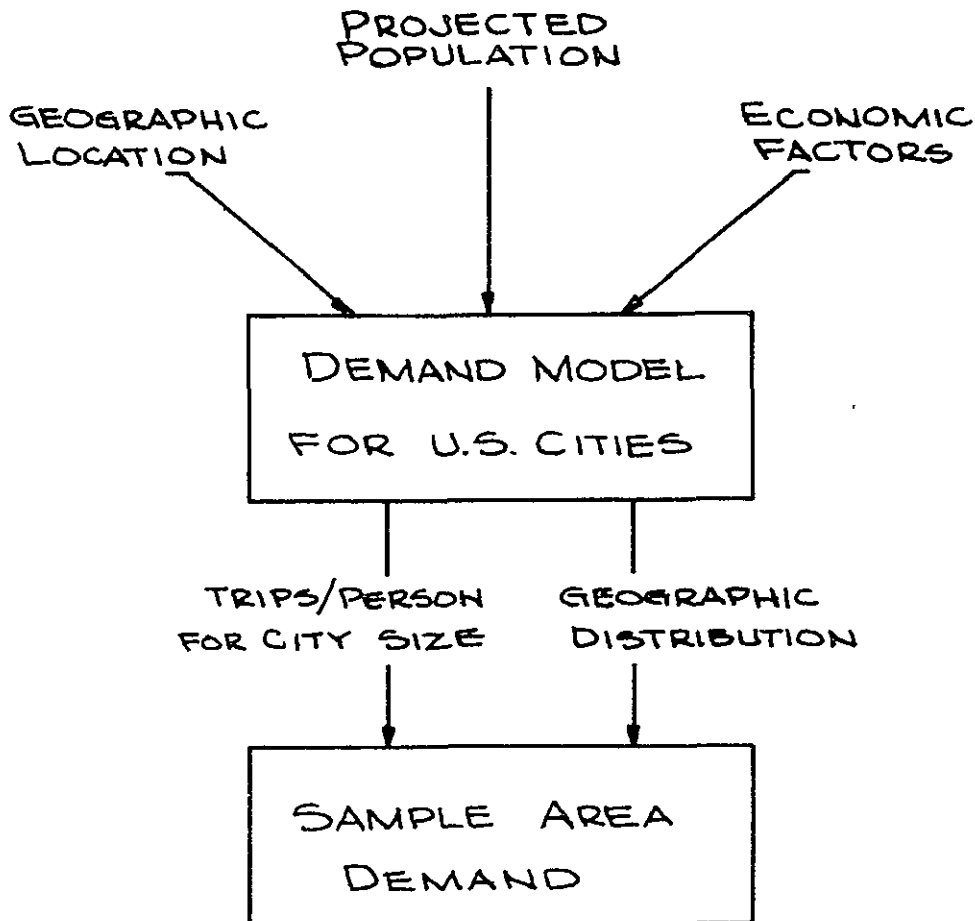 PROJECTED
POPULATION
GEOGRAPHIC
LOCATION
ECONOMIC
FACTORS
DEMAND MODEL
FOR U.S. CITIES
TRIPS/PERSON
FOR CITY SIZE
GEOGRAPHIC
DISTRIBUTION
SAMPLE AREA
DEMAND